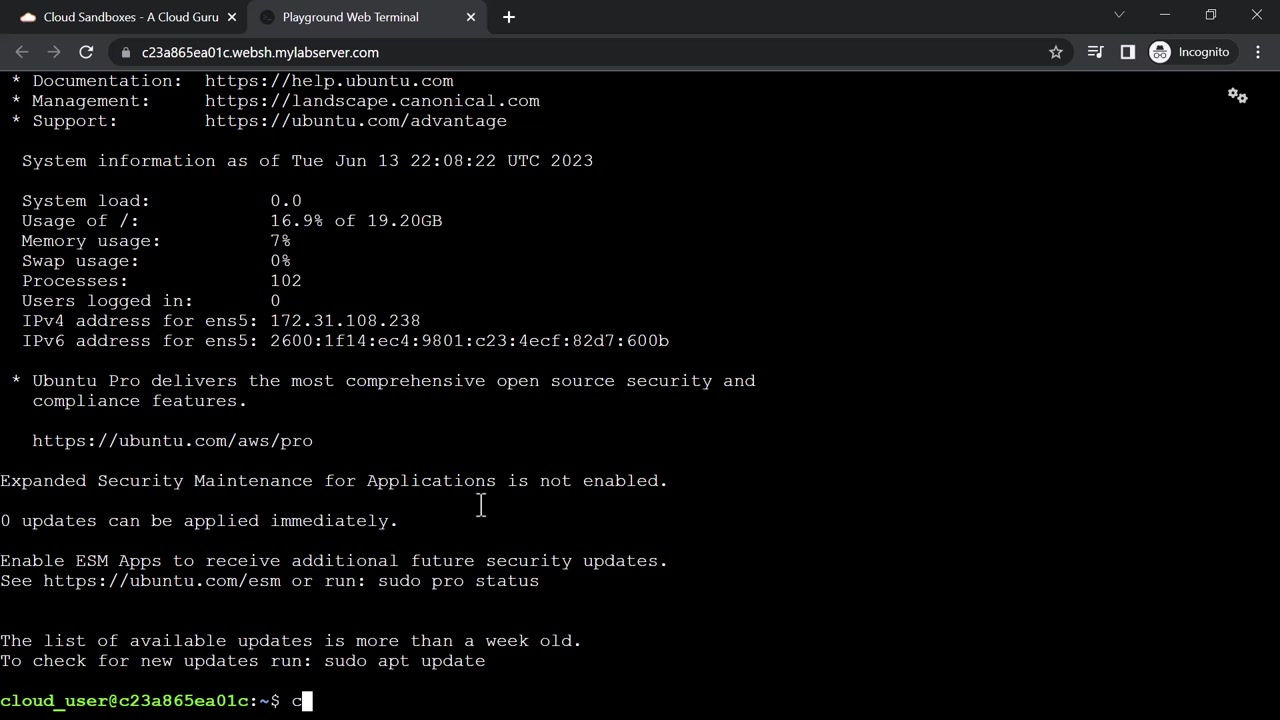 Cloud Sandboxes - A Cloud Guru
Playground Web Terminal
c23a865ea01c.websh.mylabserver.com
Incognito
* Documentation: https://help.ubuntu.com
* Management: https://landscape.canonical.com
* Support: https://ubuntu.com/advantage
System information as of Tue Jun 13 22:08:22 UTC 2023
System load: 0.0
Usage of /: 16.9% of 19.20GB
Memory usage: 7%
Swap usage: 0%
Processes: 102
Users logged in: 0
IPv4 address for ens5: 172.31.108.238
IPv6 address for ens5: 2600:1f14:ec4:9801:c23:4ecf:82d7:600b
* Ubuntu Pro delivers the most comprehensive open source security and
compliance features.
https://ubuntu.com/aws/pro
Expanded Security Maintenance for Applications is not enabled.
0 updates can be applied immediately.
Enable ESM Apps to receive additional future security updates.
See https://ubuntu.com/esm or run: sudo pro status
The list of available updates is more than a week old.
To check for new updates run: sudo apt update
cloud_user@c23a865ea01c:~$ c